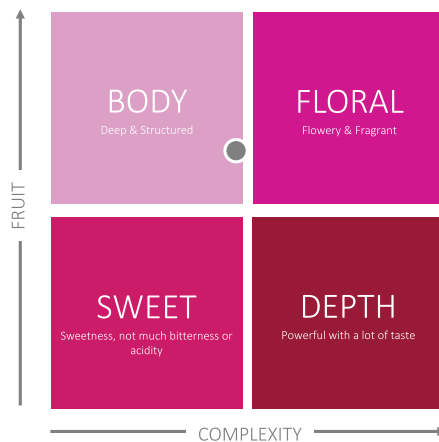 BODY
Deep & Structured
FLORAL
Flowery & Fragrant
FRUIT
SWEET
Sweetness, not much bitterness or
acidity
DEPTH
Powerful with a lot of taste
COMPLEXITY